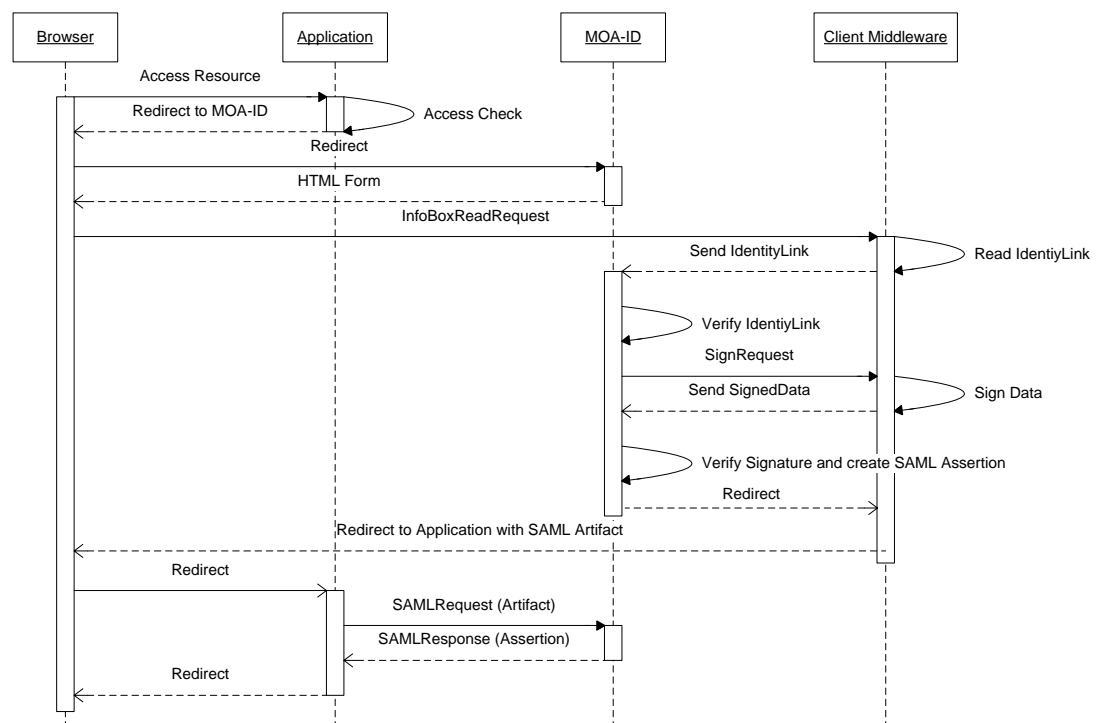 Browser
Application
MOA-ID
Client Middleware
Access Resource
Redirect to MOA-ID
Access Check
Redirect
HTML Form
InfoBoxReadRequest
Send IdentityLink
Read IdentiyLink
Verify IdentiyLink
SignRequest
Send SignedData
Sign Data
Verify Signature and create SAML Assertion
Redirect
Redirect to Application with SAML Artifact
Redirect
SAMLRequest (Artifact)
SAMLResponse (Assertion)
Redirect